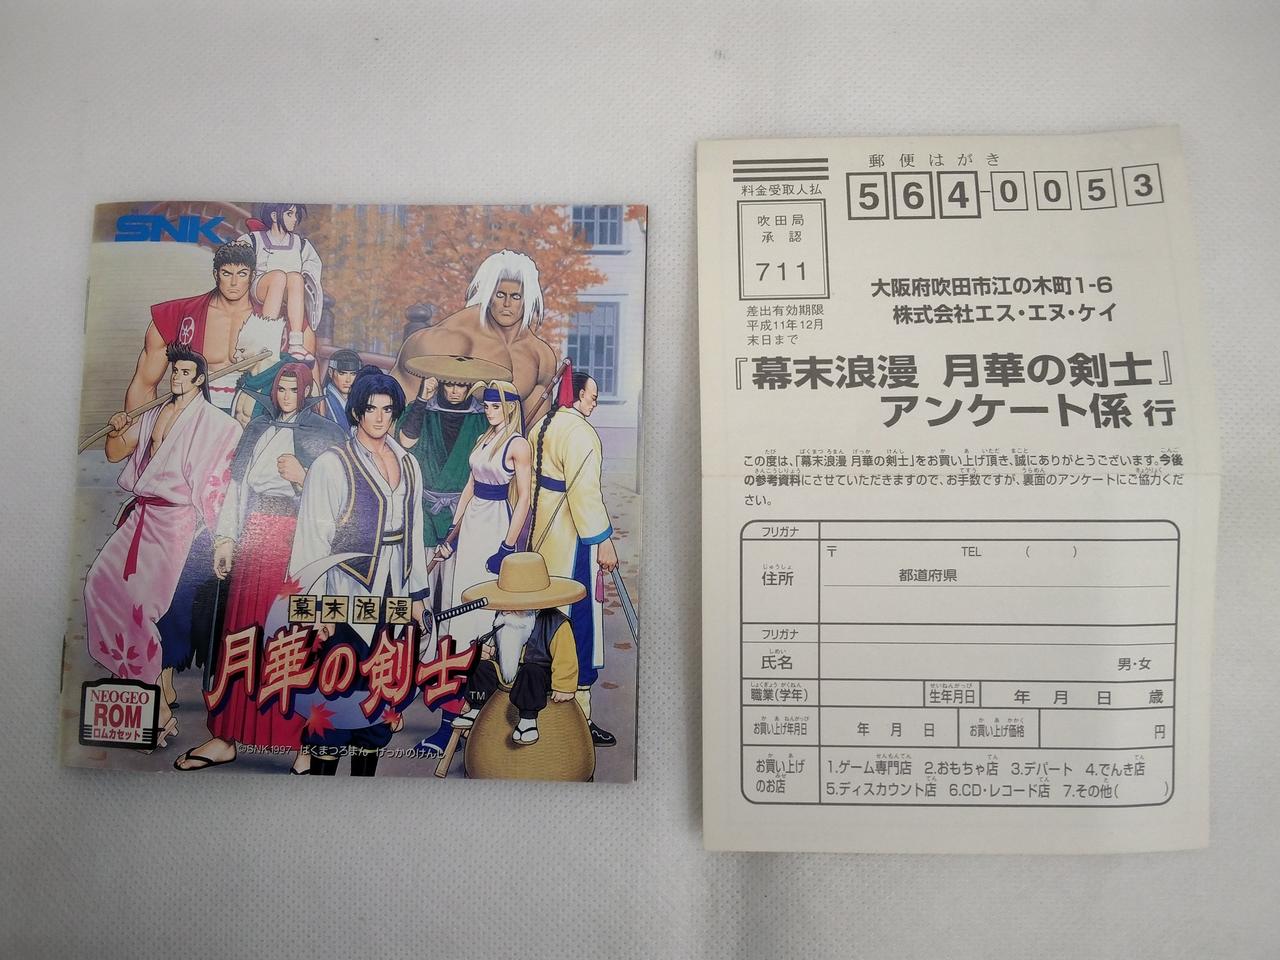 SNK
幕末浪漫
月華の剣士
TM
NEOGEO
ROM
ロムカセット
©SNK 1997 ばくまつろまん げっかのけんし
郵便はがき
564-0053
料金受取人払
吹田局
承認
711
差出有効期限
平成11年12月
末日まで
大阪府吹田市江の木町1-6
株式会社エス・エヌ・ケイ
『幕末浪漫 月華の剣士』
アンケート係 行
この度は、「幕末浪漫 月華の剣士」をお買い上げ頂き、誠にありがとうございます。今後
の参考資料にさせていただきますので、お手数ですが、裏面のアンケートにご協力くだ
さい。
フリガナ
住所
〒 TEL ( )
都道府県
フリガナ
氏名
男・女
職業(学年) 生年月日 年 月 日 歳
お買い上げ年月日 年 月 日 お買い上げ価格 円
お買い上げ
のお店
1.ゲーム専門店 2.おもちゃ店 3.デパート 4.でんき店
5.ディスカウント店 6.CD・レコード店 7.その他( )